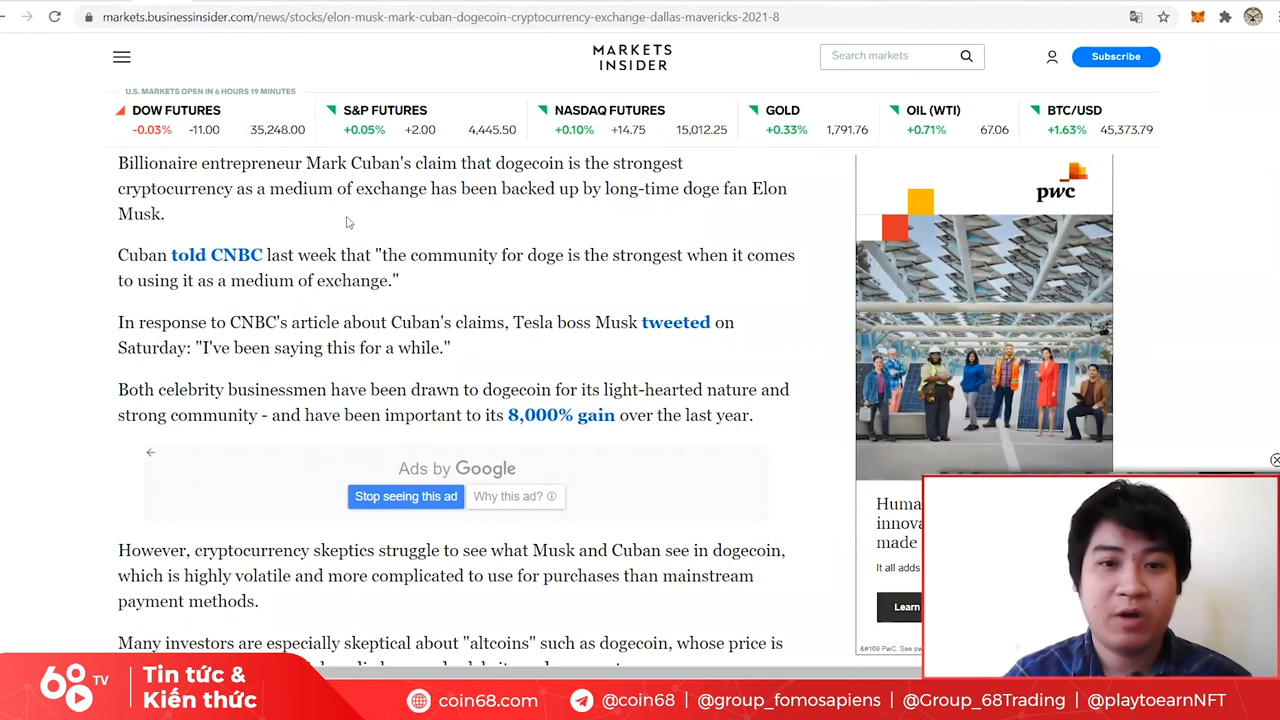 markets.businessinsider.com/news/stocks/elon-musk-mark-cuban-dogecoin-cryptocurrency-exchange-dallas-mavericks-2021-8
MARKETS
INSIDER
Search markets
Subscribe
U.S. MARKETS OPEN IN 6 HOURS 19 MINUTES
DOW FUTURES
-0.03% -11.00 35,248.00
S&P FUTURES
+0.05% +2.00 4,445.50
NASDAQ FUTURES
+0.10% +14.75 15,012.25
GOLD
+0.33% 1,791.76
OIL (WTI)
+0.71% 67.06
BTC/USD
+1.63% 45,373.79
Billionaire entrepreneur Mark Cuban's claim that dogecoin is the strongest
cryptocurrency as a medium of exchange has been backed up by long-time doge fan Elon
Musk.
Cuban told CNBC last week that "the community for doge is the strongest when it comes
to using it as a medium of exchange."
In response to CNBC's article about Cuban's claims, Tesla boss Musk tweeted on
Saturday: "I've been saying this for a while."
Both celebrity businessmen have been drawn to dogecoin for its light-hearted nature and
strong community - and have been important to its 8,000% gain over the last year.
Ads by Google
Stop seeing this ad
Why this ad?
However, cryptocurrency skeptics struggle to see what Musk and Cuban see in dogecoin,
which is highly volatile and more complicated to use for purchases than mainstream
payment methods.
Many investors are especially skeptical about "altcoins" such as dogecoin, whose price is
pwc
Huma
innova
made
It all adds
Learn
&#169 PwC. See pw
68 TV
Tin tức &
Kiến thức
coin68.com
@coin68 | @group_fomosapiens | @Group_68Trading | @playtoearnNFT